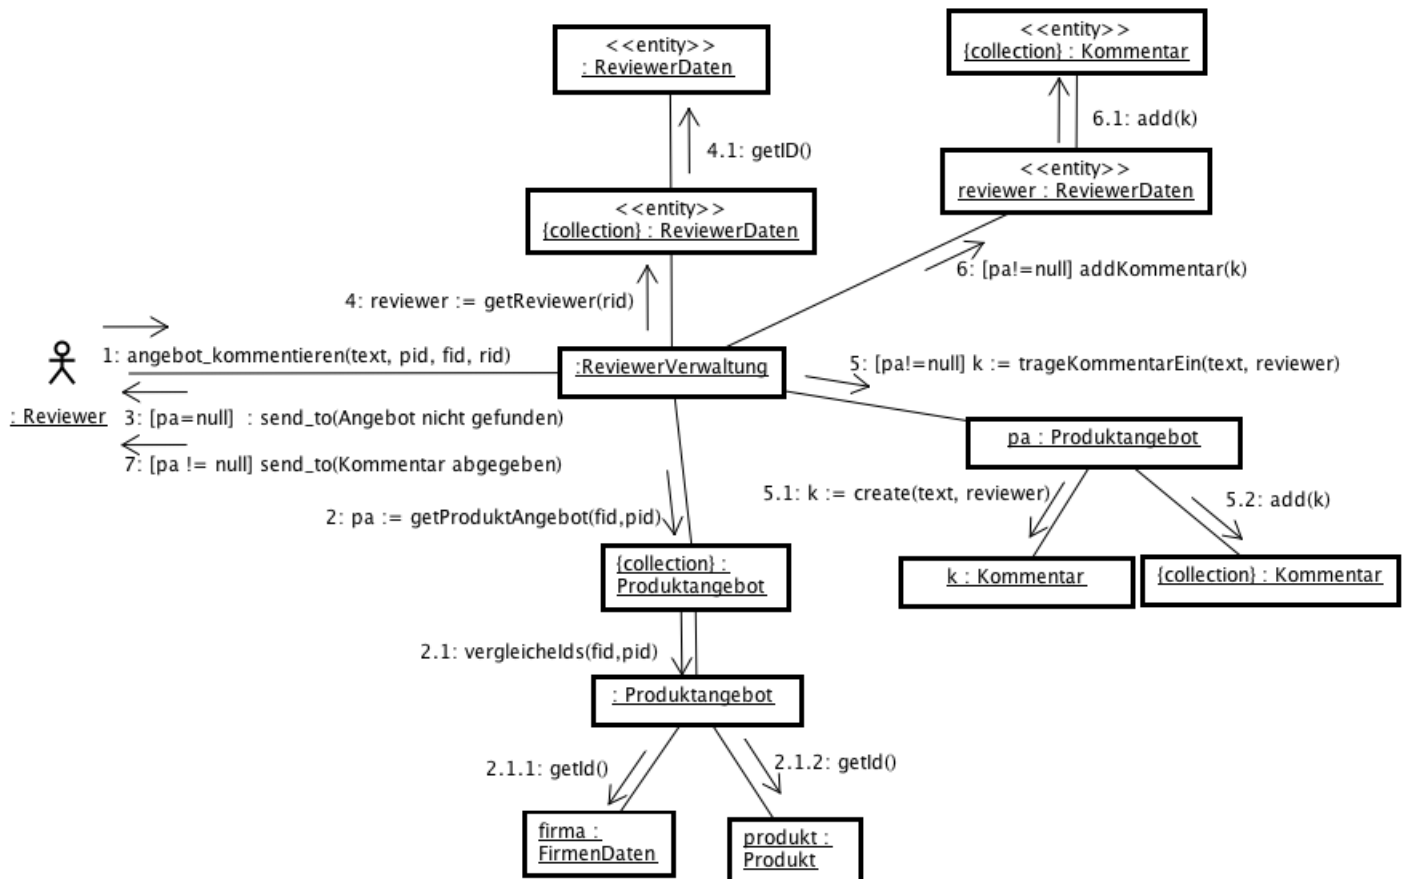 <<entity>>
: ReviewerDaten
<<entity>>
{collection} : Kommentar
4.1: getID()
6.1: add(k)
<<entity>>
{collection} : ReviewerDaten
<<entity>>
reviewer : ReviewerDaten
4: reviewer := getReviewer(rid)
6: [pa!=null] addKommentar(k)
1: angebot_kommentieren(text, pid, fid, rid)
:ReviewerVerwaltung
5: [pa!=null] k := trageKommentarEin(text, reviewer)
: Reviewer
3: [pa=null] : send_to(Angebot nicht gefunden)
7: [pa != null] send_to(Kommentar abgegeben)
pa : Produktangebot
2: pa := getProduktAngebot(fid,pid)
5.1: k := create(text, reviewer)
5.2: add(k)
{collection} :
Produktangebot
k : Kommentar
{collection} : Kommentar
2.1: vergleicheIds(fid,pid)
: Produktangebot
2.1.1: getId()
2.1.2: getId()
firma :
FirmenDaten
produkt :
Produkt